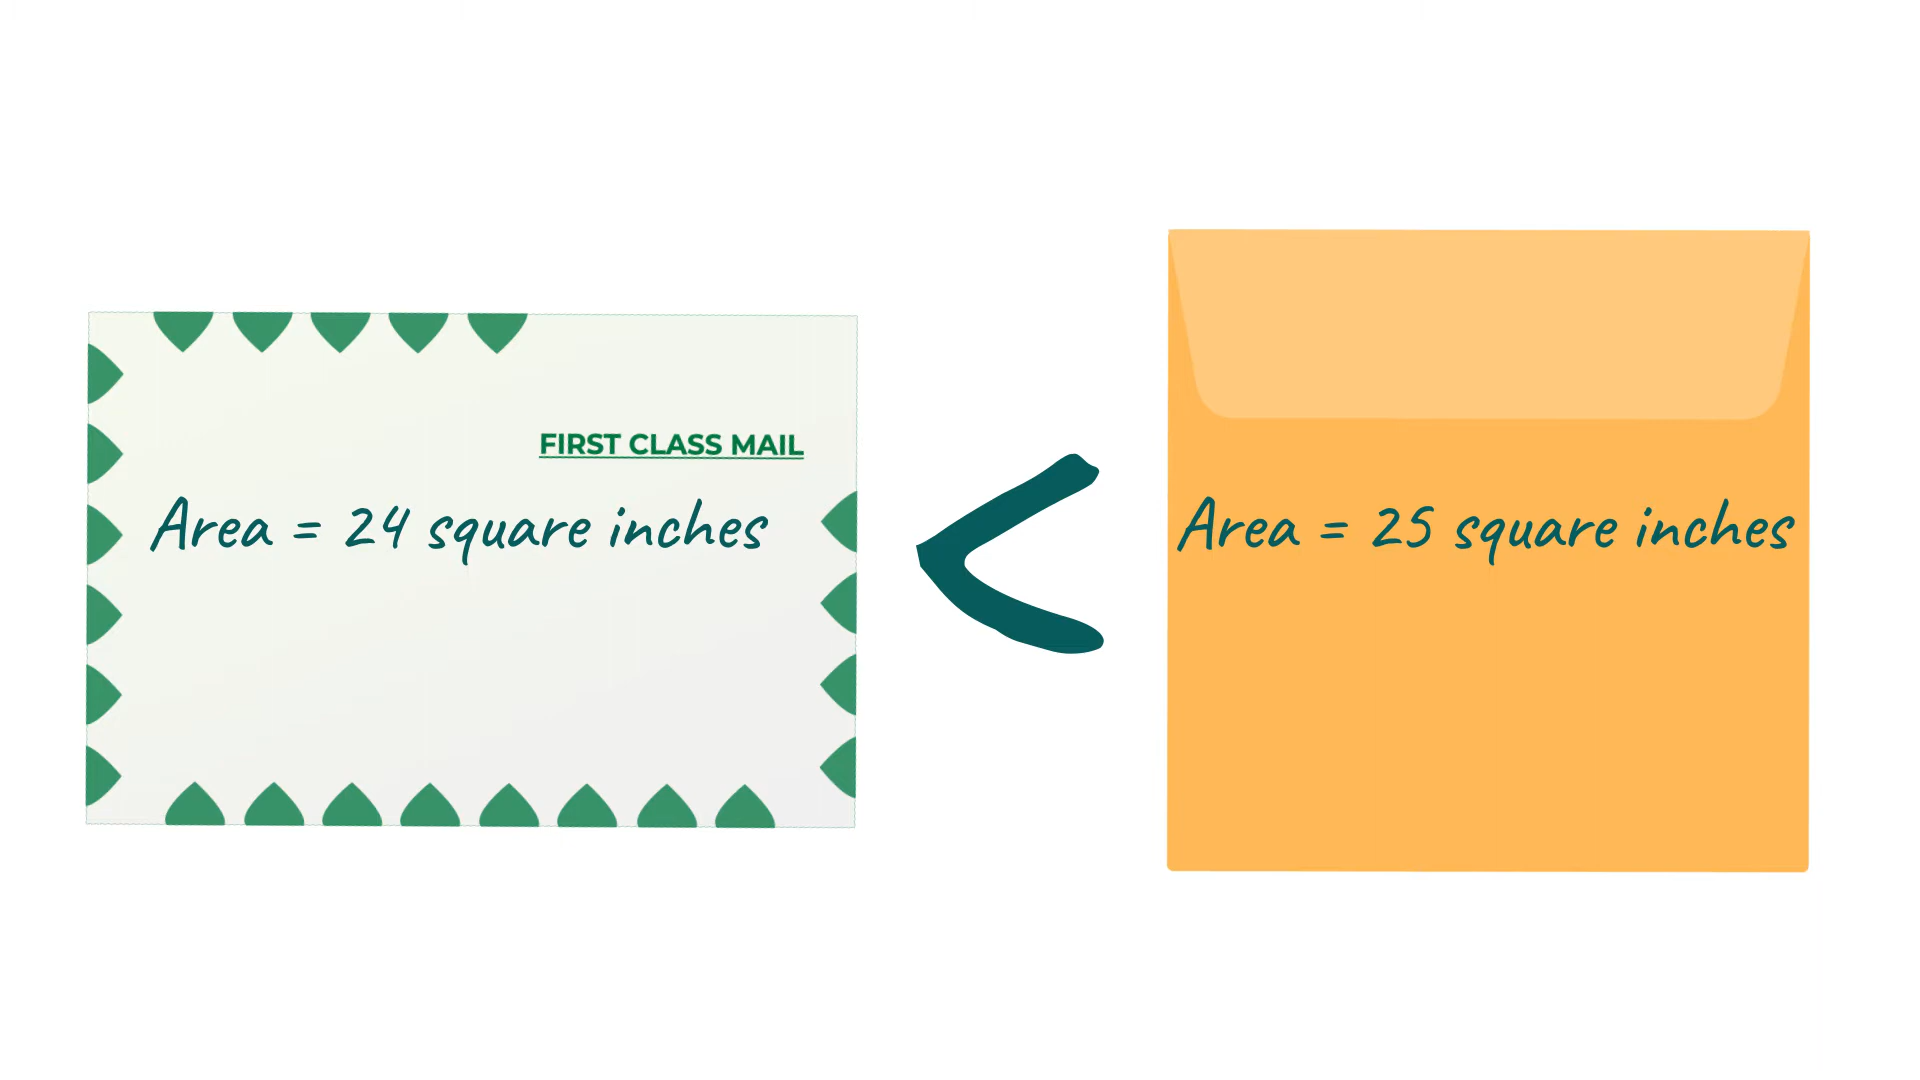 FIRST CLASS MAIL
Area = 24 square inches
<
Area = 25 square inches